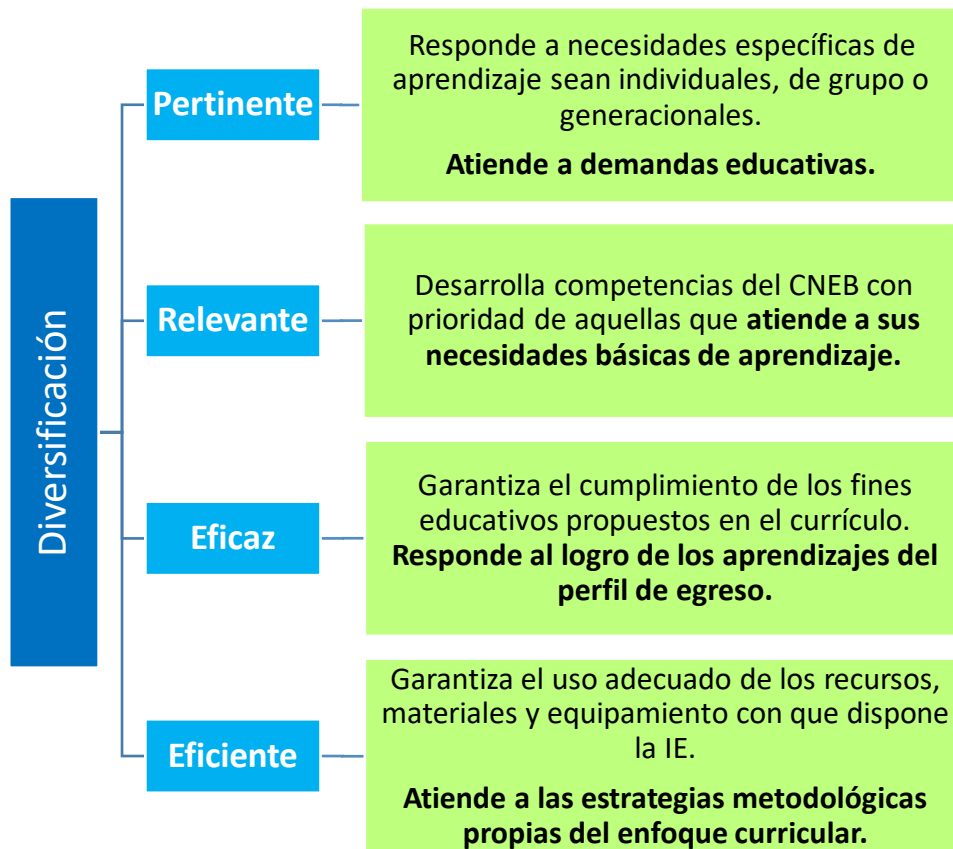 Diversificación
Pertinente
Responde a necesidades específicas de
aprendizaje sean individuales, de grupo o
generacionales.
Atiende a demandas educativas.
Relevante
Desarrolla competencias del CNEB con
prioridad de aquellas que atiende a sus
necesidades básicas de aprendizaje.
Eficaz
Garantiza el cumplimiento de los fines
educativos propuestos en el currículo.
Responde al logro de los aprendizajes del
perfil de egreso.
Eficiente
Garantiza el uso adecuado de los recursos,
materiales y equipamiento con que dispone
la IE.
Atiende a las estrategias metodológicas
propias del enfoque curricular.